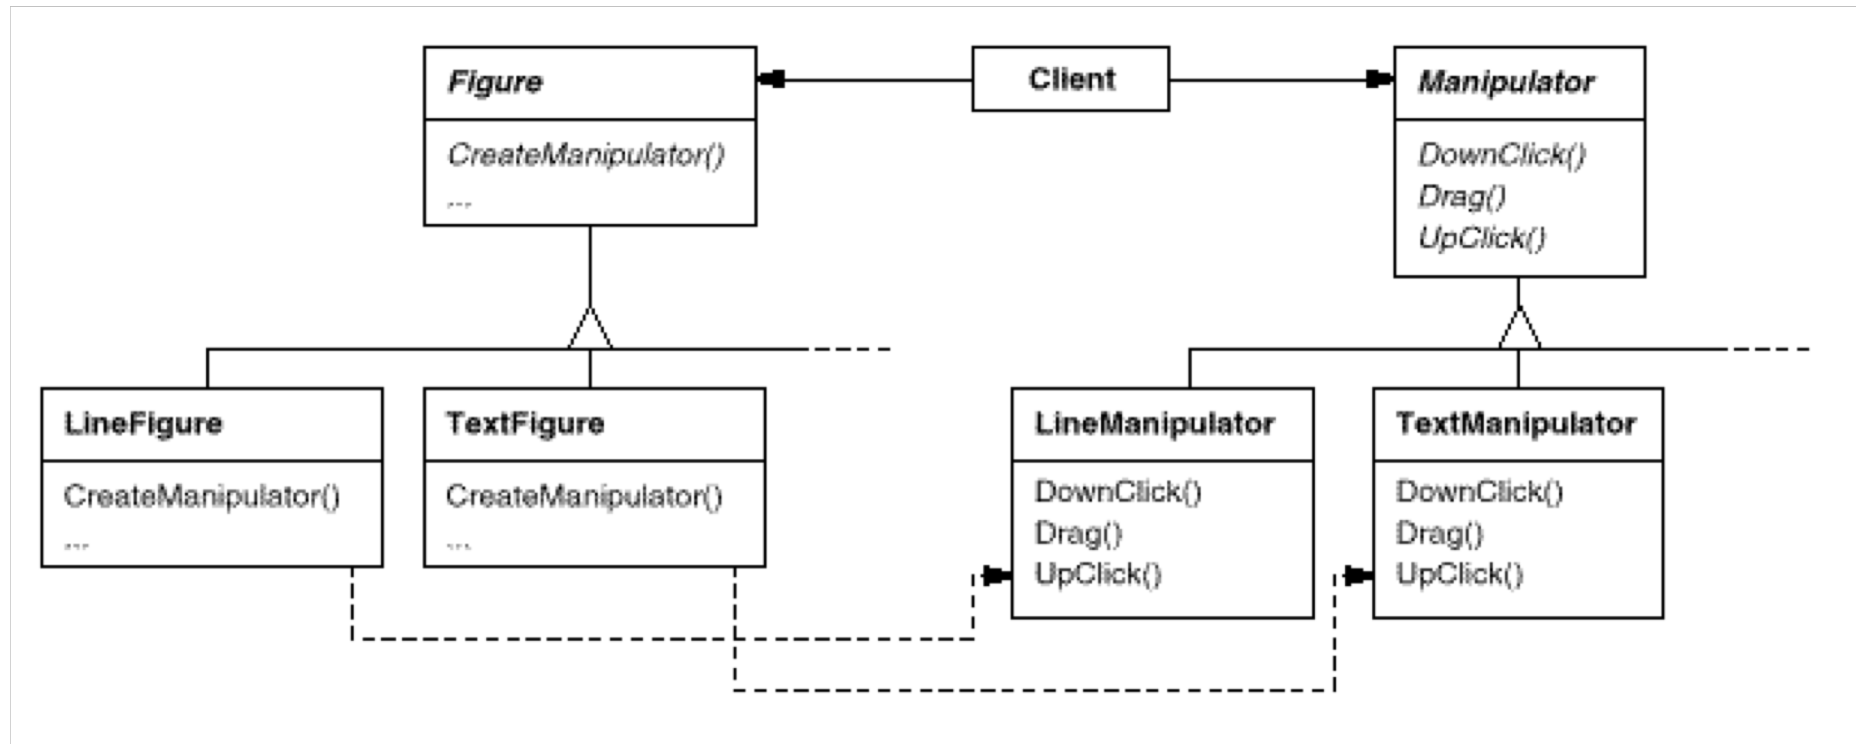 Figure
CreateManipulator()
...
Client
Manipulator
DownClick()
Drag()
UpClick()
LineFigure
CreateManipulator()
...
TextFigure
CreateManipulator()
...
LineManipulator
DownClick()
Drag()
UpClick()
TextManipulator
DownClick()
Drag()
UpClick()